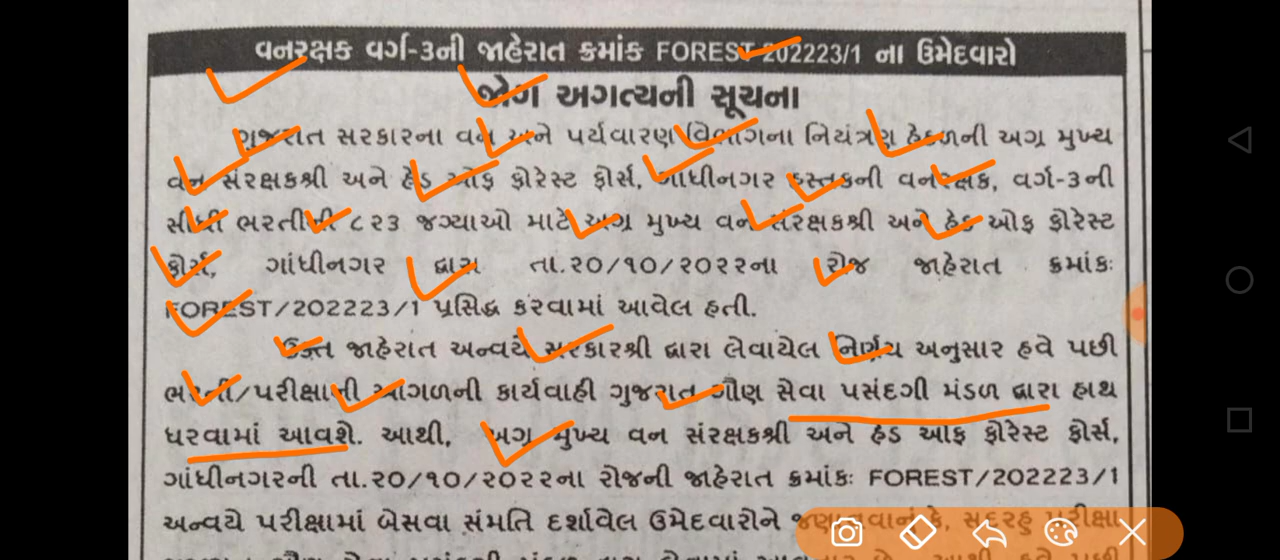 વનરક્ષક વર્ગ-૩ની જાહેરાત ક્રમાંક FOREST-202223/1 ના ઉમેદવારો
જોગ અગત્યની સૂચના
ગુજરાત સરકારના વન અને પર્યાવરણ વિભાગના નિયંત્રણ હેઠળની અગ્ર મુખ્ય
વન સંરક્ષકશ્રી અને હેડ ઓફ ફોરેસ્ટ ફોર્સ, ગાંધીનગર હસ્તકની વનરક્ષક, વર્ગ-૩ની
સીધી ભરતીની ૮૨૩ જગ્યાઓ માટે અગ્ર મુખ્ય વન સંરક્ષકશ્રી અને હેડ ઓફ ફોરેસ્ટ
ફોર્સ, ગાંધીનગર દ્વારા તા.૨૦/૧૦/૨૦૨૨ના રોજ જાહેરાત ક્રમાંકઃ
FOREST/202223/1 પ્રસિદ્ધ કરવામાં આવેલ હતી.
ઉક્ત જાહેરાત અન્વયે સરકારશ્રી દ્વારા લેવાયેલ નિર્ણય અનુસાર હવે પછી
ભરતી/પરીક્ષાની આગળની કાર્યવાહી ગુજરાત ગૌણ સેવા પસંદગી મંડળ દ્વારા હાથ
ધરવામાં આવશે. આથી, અગ્ર મુખ્ય વન સંરક્ષકશ્રી અને હેડ ઓફ ફોરેસ્ટ ફોર્સ,
ગાંધીનગરની તા.૨૦/૧૦/૨૦૨૨ના રોજની જાહેરાત ક્રમાંકઃ FOREST/202223/1
અન્વયે પરીક્ષામાં બેસવા સંમતિ દર્શાવેલ ઉમેદવારોને જણાવવાનું કે, સદરહુ પરીક્ષા